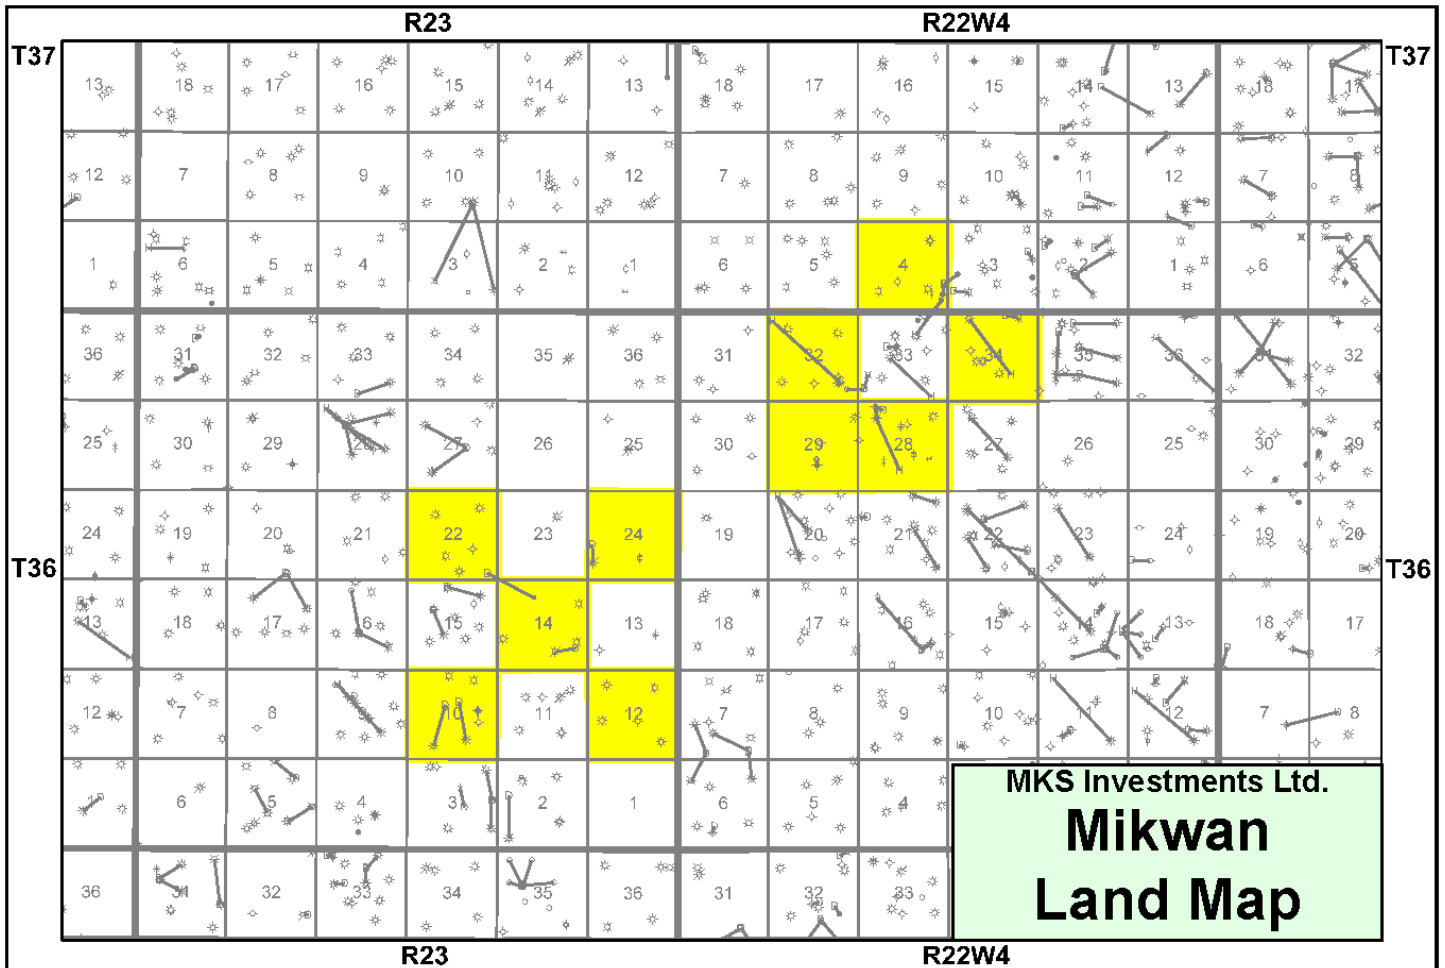 R23 R22W4
T37 T37
13 18 17 16 15 14 13 18 17 16 15 14 13 18 17
12 7 8 9 10 11 12 7 8 9 10 11 12 7 8
1 6 5 4 3 2 1 6 5 4 3 2 1 6 5
36 31 32 33 34 35 36 31 32 33 34 35 36 31 32
25 30 29 28 27 26 25 30 29 28 27 26 25 30 29
24 19 20 21 22 23 24 19 20 21 22 23 24 19 20
T36 T36
13 18 17 16 15 14 13 18 17 16 15 14 13 18 17
12 7 8 9 10 11 12 7 8 9 10 11 12 7 8
1 6 5 4 3 2 1 6 5 4
36 31 32 33 34 35 36 31 32 33
MKS Investments Ltd.
Mikwan
Land Map
R23 R22W4